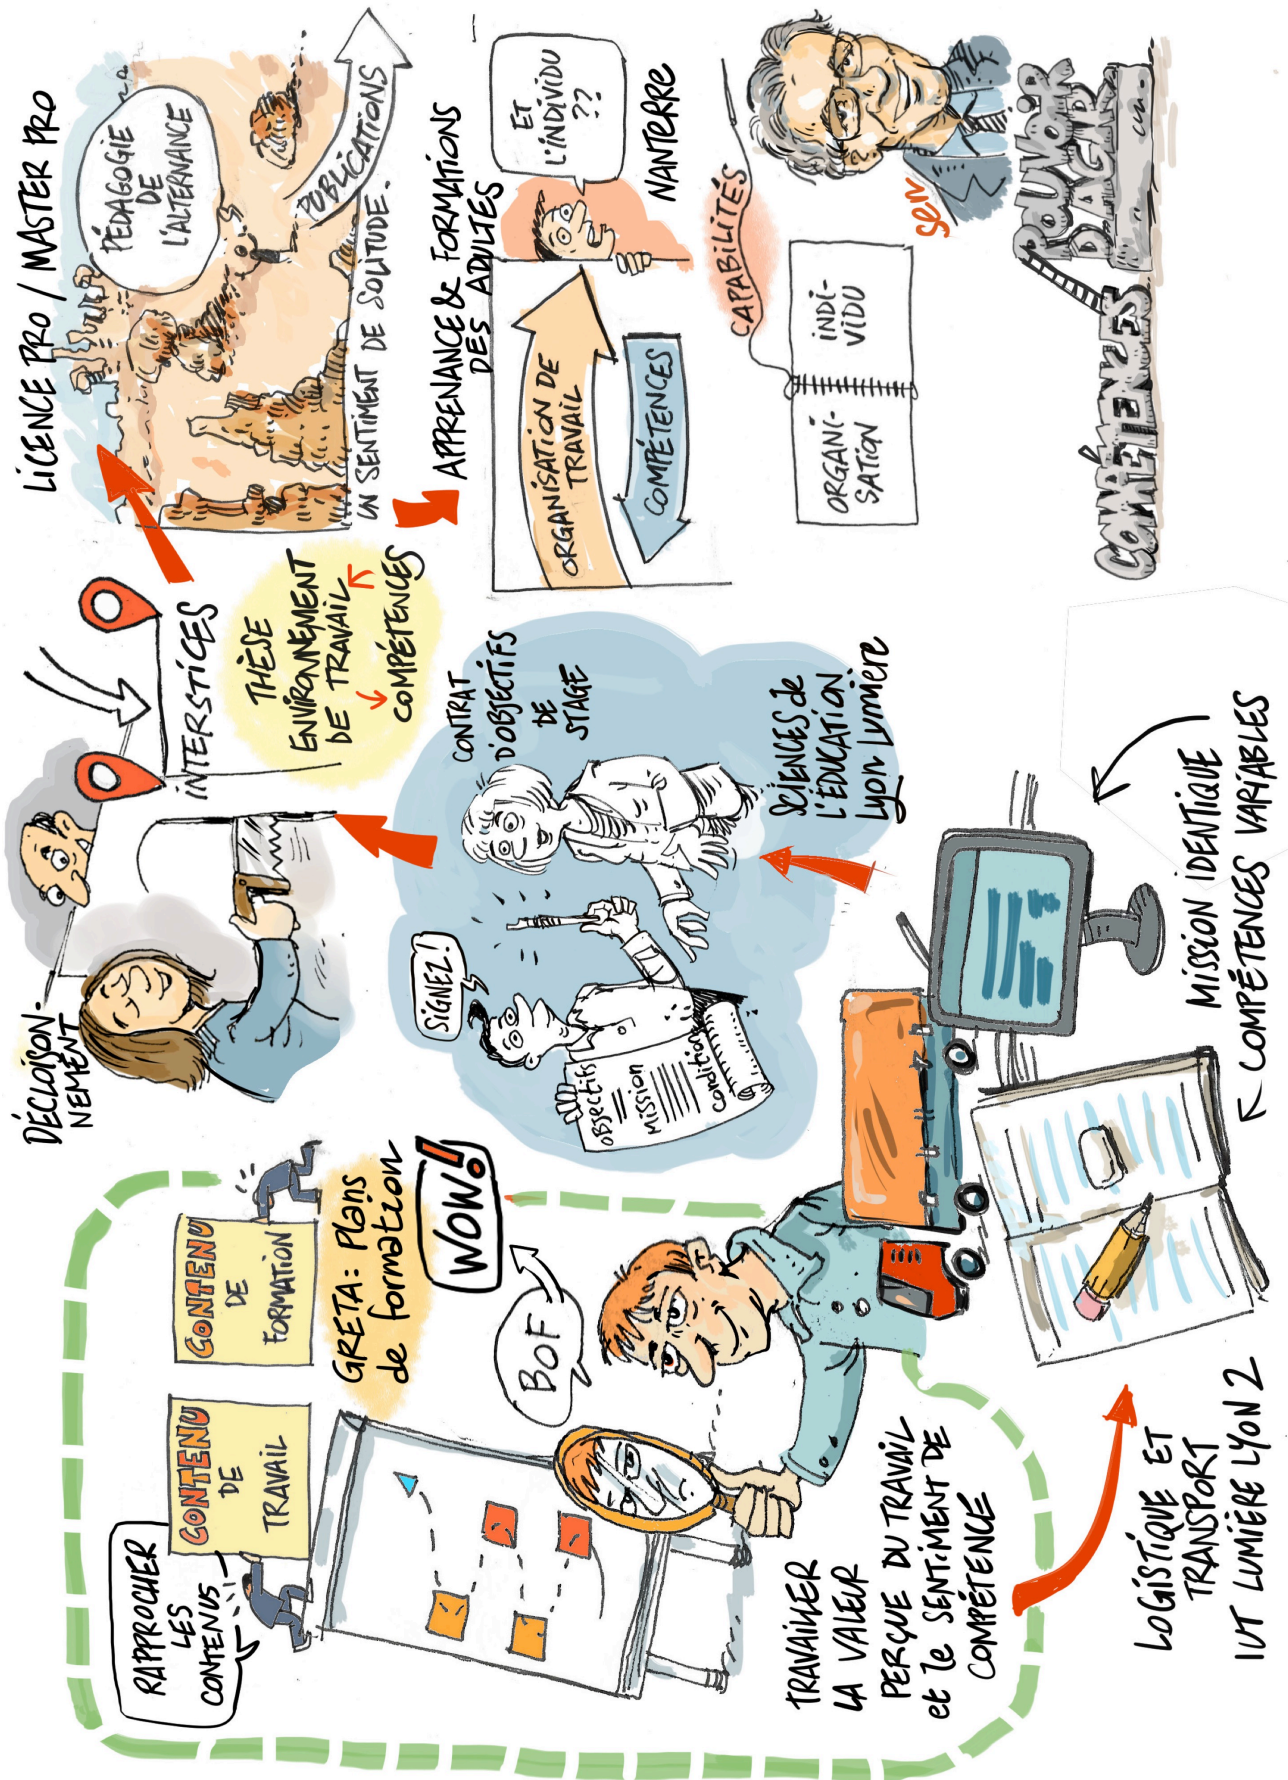 RAPPROCHER
LES
CONTENUS
CONTENU
DE
TRAVAIL
CONTENU
DE
FORMATION
GRETA: Plans
de formation
BOF
WOW!
TRAVAILLER
LA VALEUR
PERÇUE DU TRAVAIL
et le SENTIMENT DE
COMPÉTENCE
LOGISTIQUE ET
TRANSPORT
IUT LUMIÈRE LYON 2
MISSION IDENTIQUE
COMPÉTENCES VARIABLES
SCIENCES de
L'ÉDUCATION
Lyon Lumière
SIGNEZ!
OBJECTIFS
MISSION
Conditions
CONTRAT
D'OBJECTIFS
DE
STAGE
DÉCLOISON-
NEMENT
INTERSTICES
THÈSE
ENVIRONNEMENT
DE TRAVAIL
COMPÉTENCES
LICENCE PRO / MASTER PRO
PÉDAGOGIE
DE
L'ALTERNANCE
PUBLICATIONS
UN SENTIMENT DE SOLITUDE.
APPRENANCE & FORMATIONS
DES ADULTES
ORGANISATION DE
TRAVAIL
COMPÉTENCES
ET
L'INDIVIDU
??
NANTERRE
CAPABILITÉS
ORGANI-
SATION
INDI-
VIDU
Sen
COMPÉTENCES
POUVOIR
D'AGIR